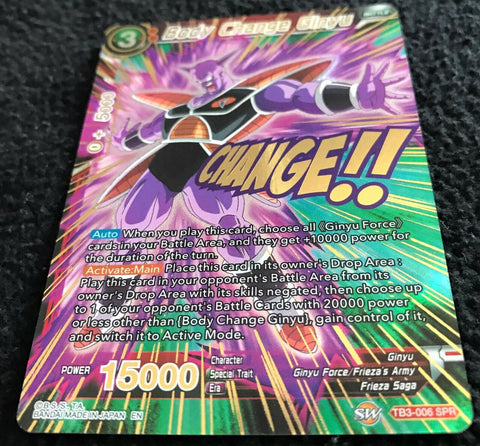 3 Body Change Ginyu BATTLE
0+ 5000
CHANGE!!
Auto When you play this card, choose all 《Ginyu Force》
cards in your Battle Area, and they get +10000 power for
the duration of the turn.
Activate:Main Place this card in its owner's Drop Area :
Play this card in your opponent's Battle Area from its
owner's Drop Area with its skills negated, then choose up
to 1 of your opponent's Battle Cards with 20000 power
or less other than {Body Change Ginyu}, gain control of it,
and switch it to Active Mode.
POWER 15000
Character Ginyu
Special Trait Ginyu Force/Frieza's Army
Era Frieza Saga
©B.S./S., T.A.
BANDAI MADE IN JAPAN EN
SW TB3-006 SPR